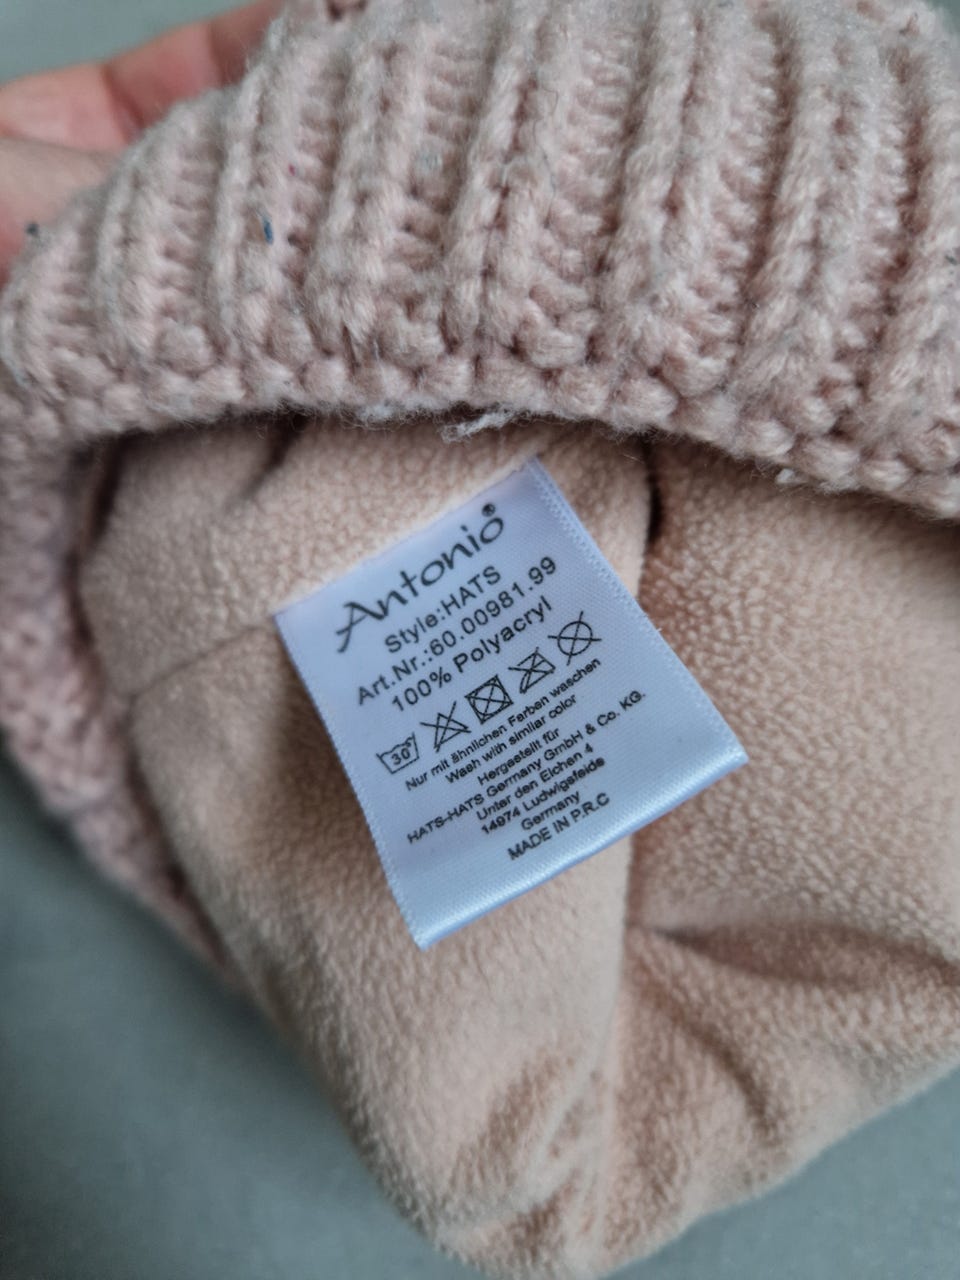 Antonio®
Style:HATS
Art.Nr.:60.00981.99
100% Polyacryl
30°
Nur mit ähnlichen Farben waschen
Wash with similar color
Hergestellt für
HATS-HATS Germany GmbH & Co. KG.
Unter den Eichen 4
14974 Ludwigsfelde
Germany
MADE IN P.R.C